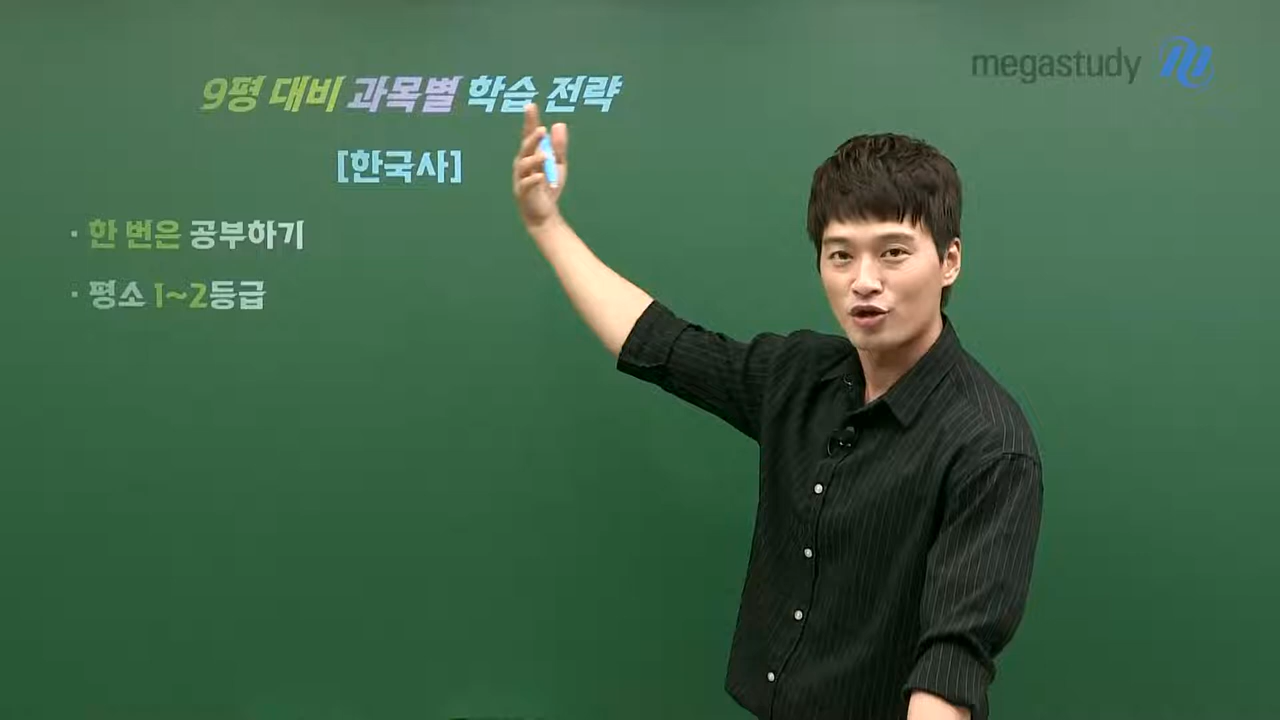 megastudy
9평 대비 과목별 학습 전략
[한국사]
· 한 번은 공부하기
· 평소 1~2등급